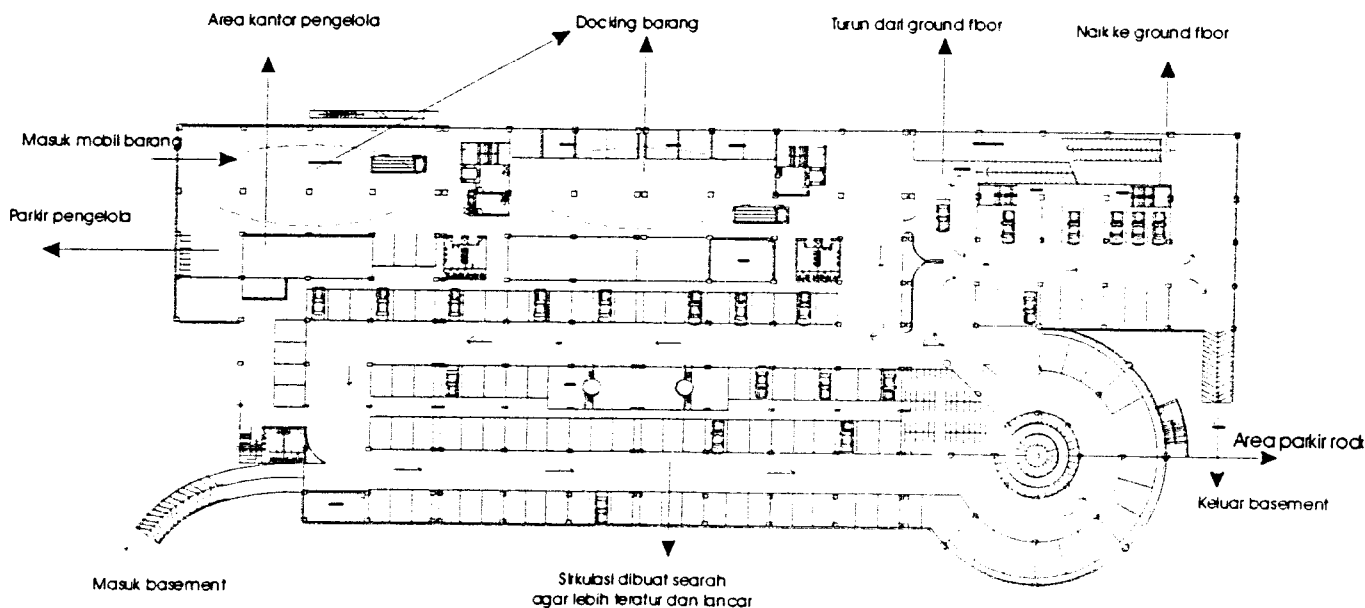 Area kantor pengelola
Docking barang
Turun dari ground floor
Naik ke ground floor
Masuk mobil barang
Parkir pengelola
Area parkir roda
Keluar basement
Masuk basement
Sirkulasi dibuat searah
agar lebih teratur dan lancar